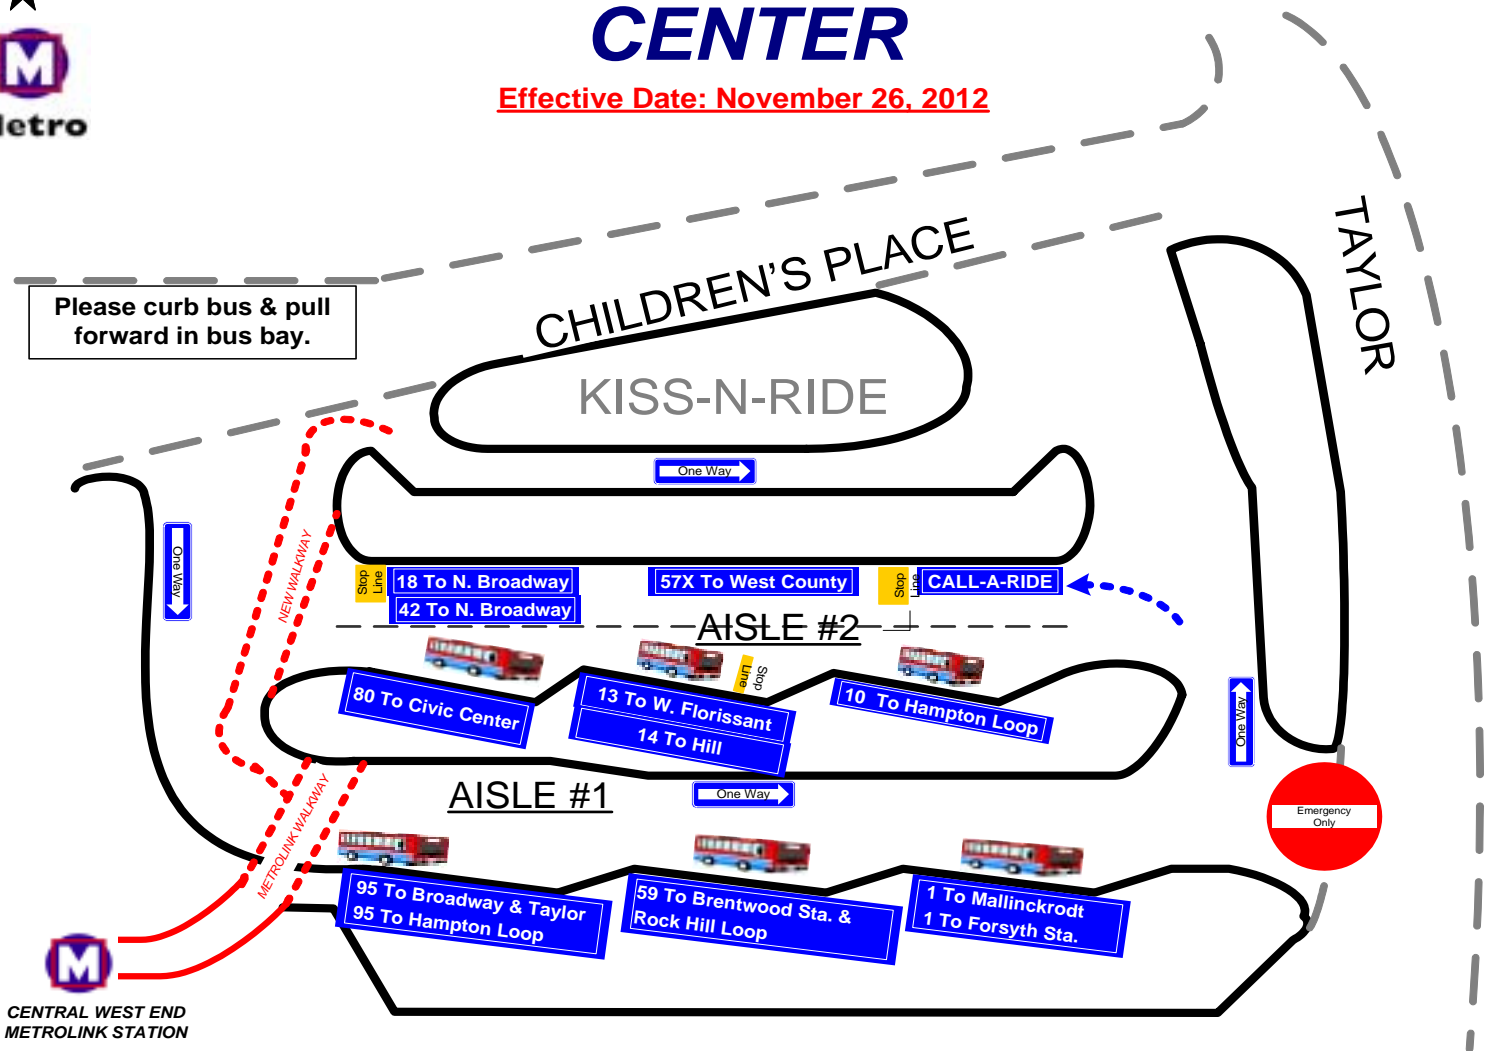 CENTER
Effective Date: November 26, 2012
M
Metro
Please curb bus & pull
forward in bus bay.
CHILDREN'S PLACE
TAYLOR
KISS-N-RIDE
One Way
One Way
NEW WALKWAY
Stop
Line
18 To N. Broadway
42 To N. Broadway
57X To West County
Stop
Line
CALL-A-RIDE
AISLE #2
80 To Civic Center
13 To W. Florissant
14 To Hill
Stop
Line
10 To Hampton Loop
One Way
AISLE #1
One Way
METROLINK WALKWAY
Emergency
Only
95 To Broadway & Taylor
95 To Hampton Loop
59 To Brentwood Sta. &
Rock Hill Loop
1 To Mallinckrodt
1 To Forsyth Sta.
M
CENTRAL WEST END
METROLINK STATION